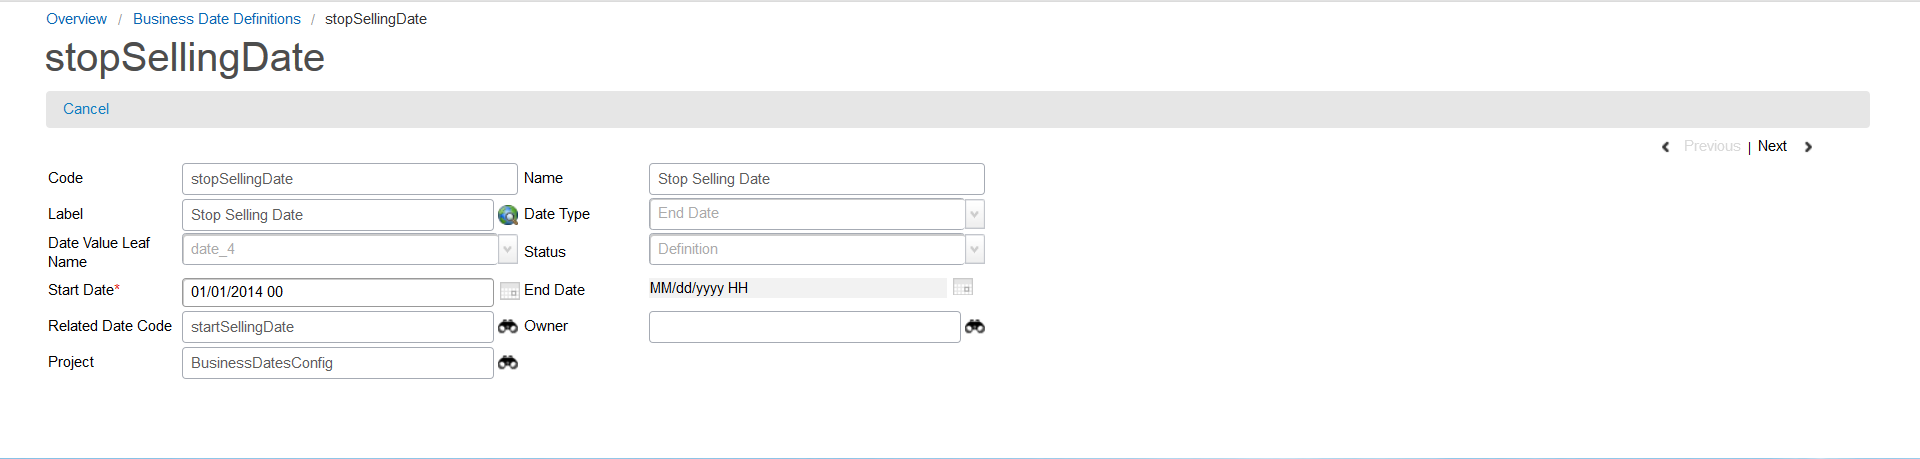 Overview / Business Date Definitions / stopSellingDate
stopSellingDate
Cancel
Previous | Next
Code stopSellingDate Name Stop Selling Date
Label Stop Selling Date Date Type End Date
Date Value Leaf Name date_4 Status Definition
Start Date* 01/01/2014 00 End Date MM/dd/yyyy HH
Related Date Code startSellingDate Owner
Project BusinessDatesConfig